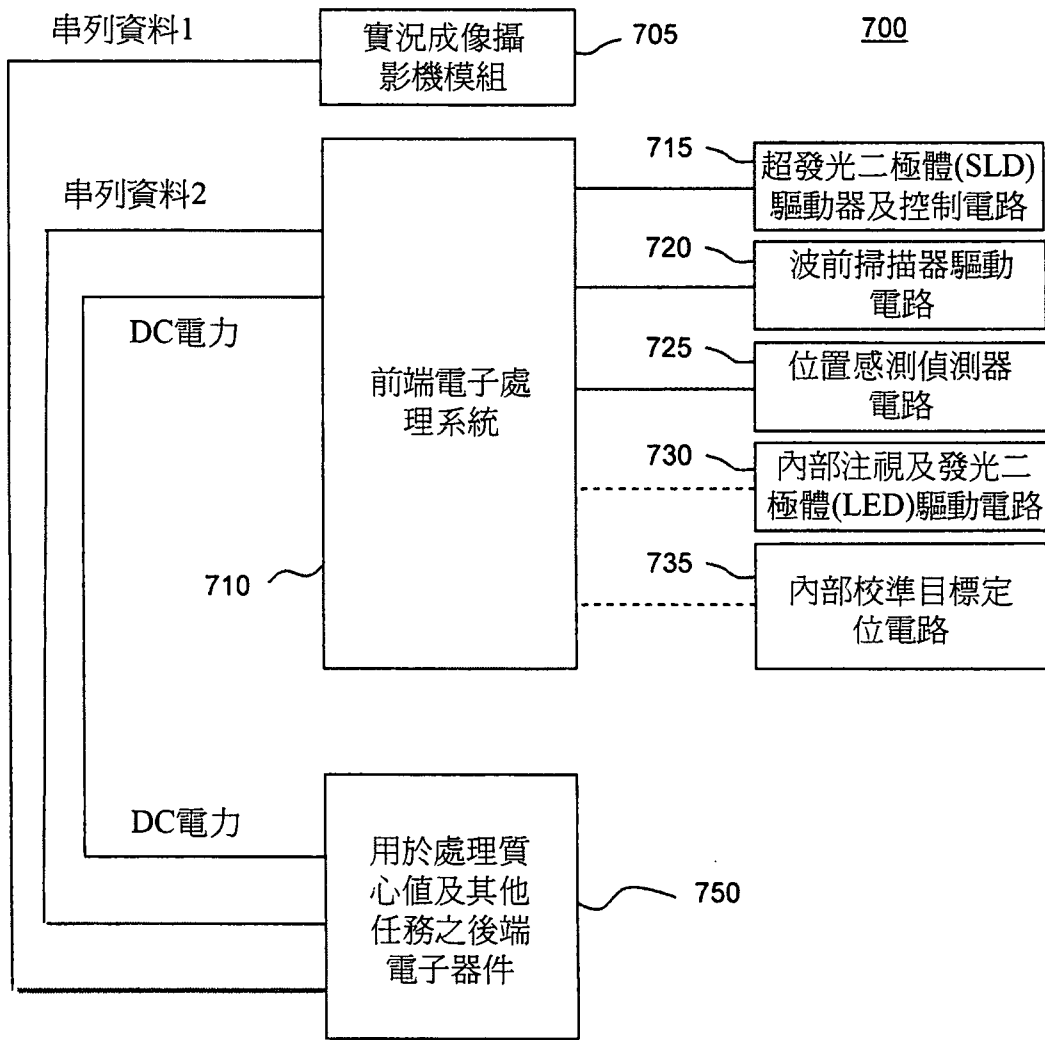 串列資料1
實況成像攝
影機模組
705
700
串列資料2
DC電力
前端電子處
理系統
710
715
超發光二極體(SLD)
驅動器及控制電路
720
波前掃描器驅動
電路
725
位置感測偵測器
電路
730
內部注視及發光二
極體(LED)驅動電路
735
內部校準目標定
位電路
DC電力
用於處理質
心值及其他
任務之後端
電子器件
750